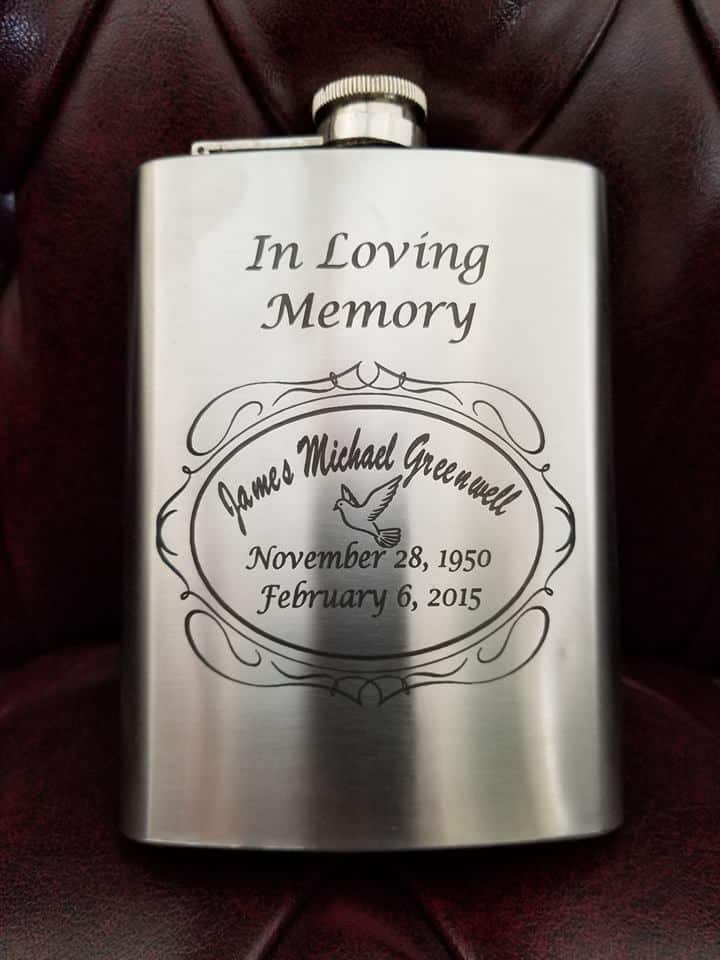 In Loving
Memory
James Michael Greenwell
November 28, 1950
February 6, 2015